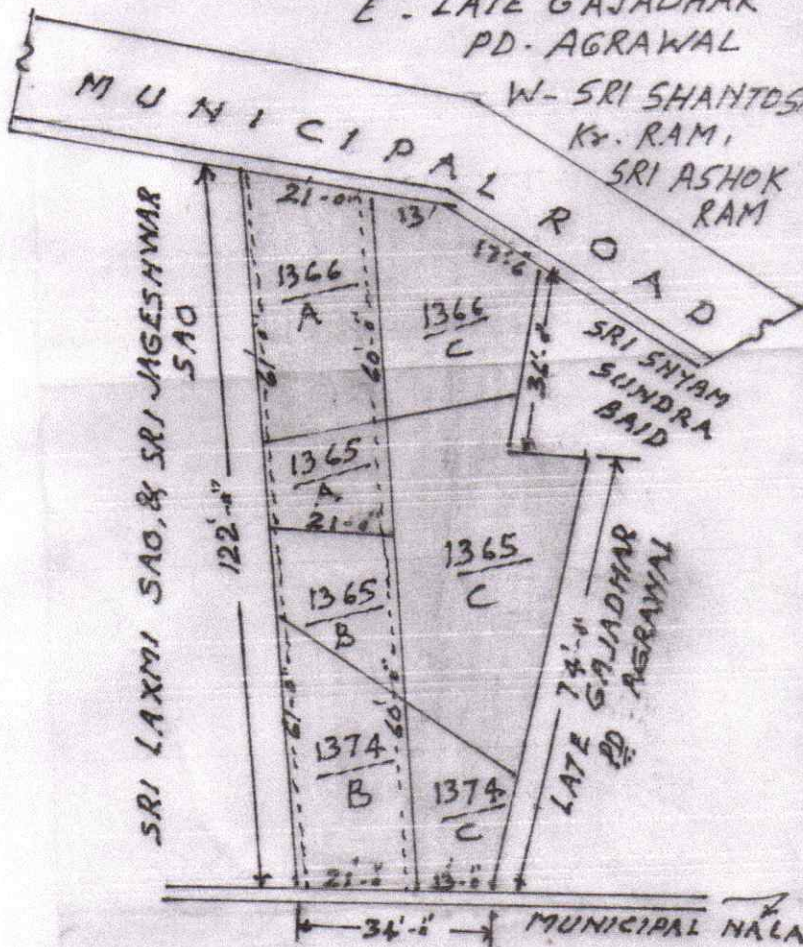 E - LATE GAJADHAR
PD. AGRAWAL
W- SRI SHANTOS
Kr. RAM,
SRI ASHOK
RAM
MUNICIPAL ROAD
21'-0"
13'
17'-6"
1366
A
1366
C
61'-0"
60'-0"
36'-0"
SRI SHYAM
SUNDRA
BAID
SRI LAXMI SAO, & SRI JAGESHWAR
SAO
122'-0"
1365
A
21-0"
1365
B
1365
C
74'-0"
LATE GAJADHAR
PD. AGRAWAL
61'-0"
60'-0"
1374
B
1374
C
21'-0"
13'-0"
34'-0"
MUNICIPAL NALA